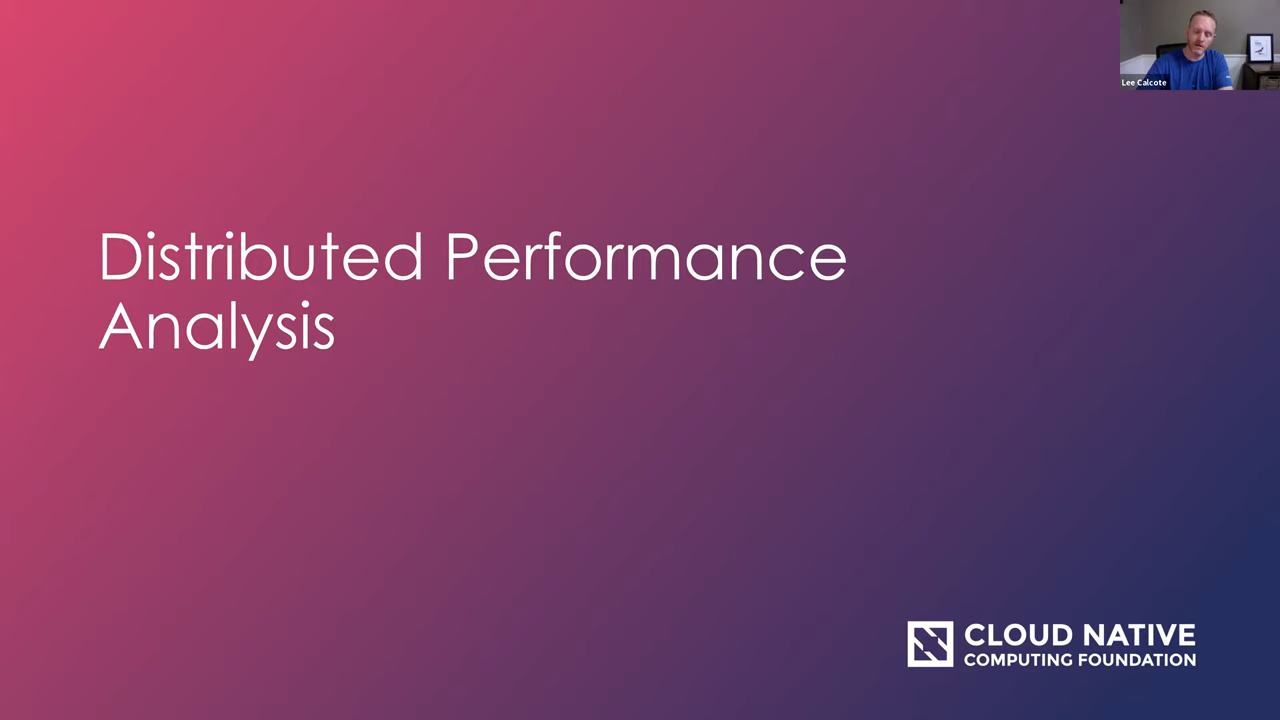 Lee Calcote
Distributed Performance
Analysis
CLOUD NATIVE
COMPUTING FOUNDATION